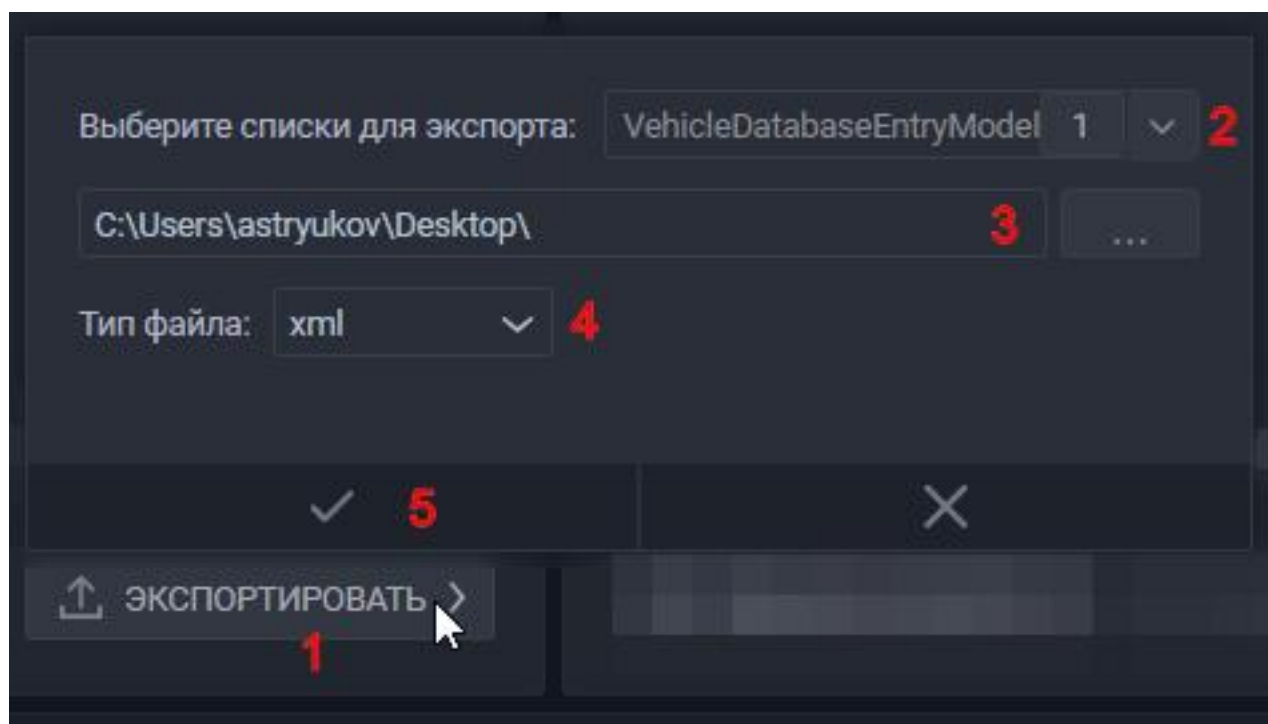 Выберите списки для экспорта: VehicleDatabaseEntryModel 1 2
C:\Users\astryukov\Desktop\ 3 ...
Тип файла: xml 4
5
ЭКСПОРТИРОВАТЬ
1